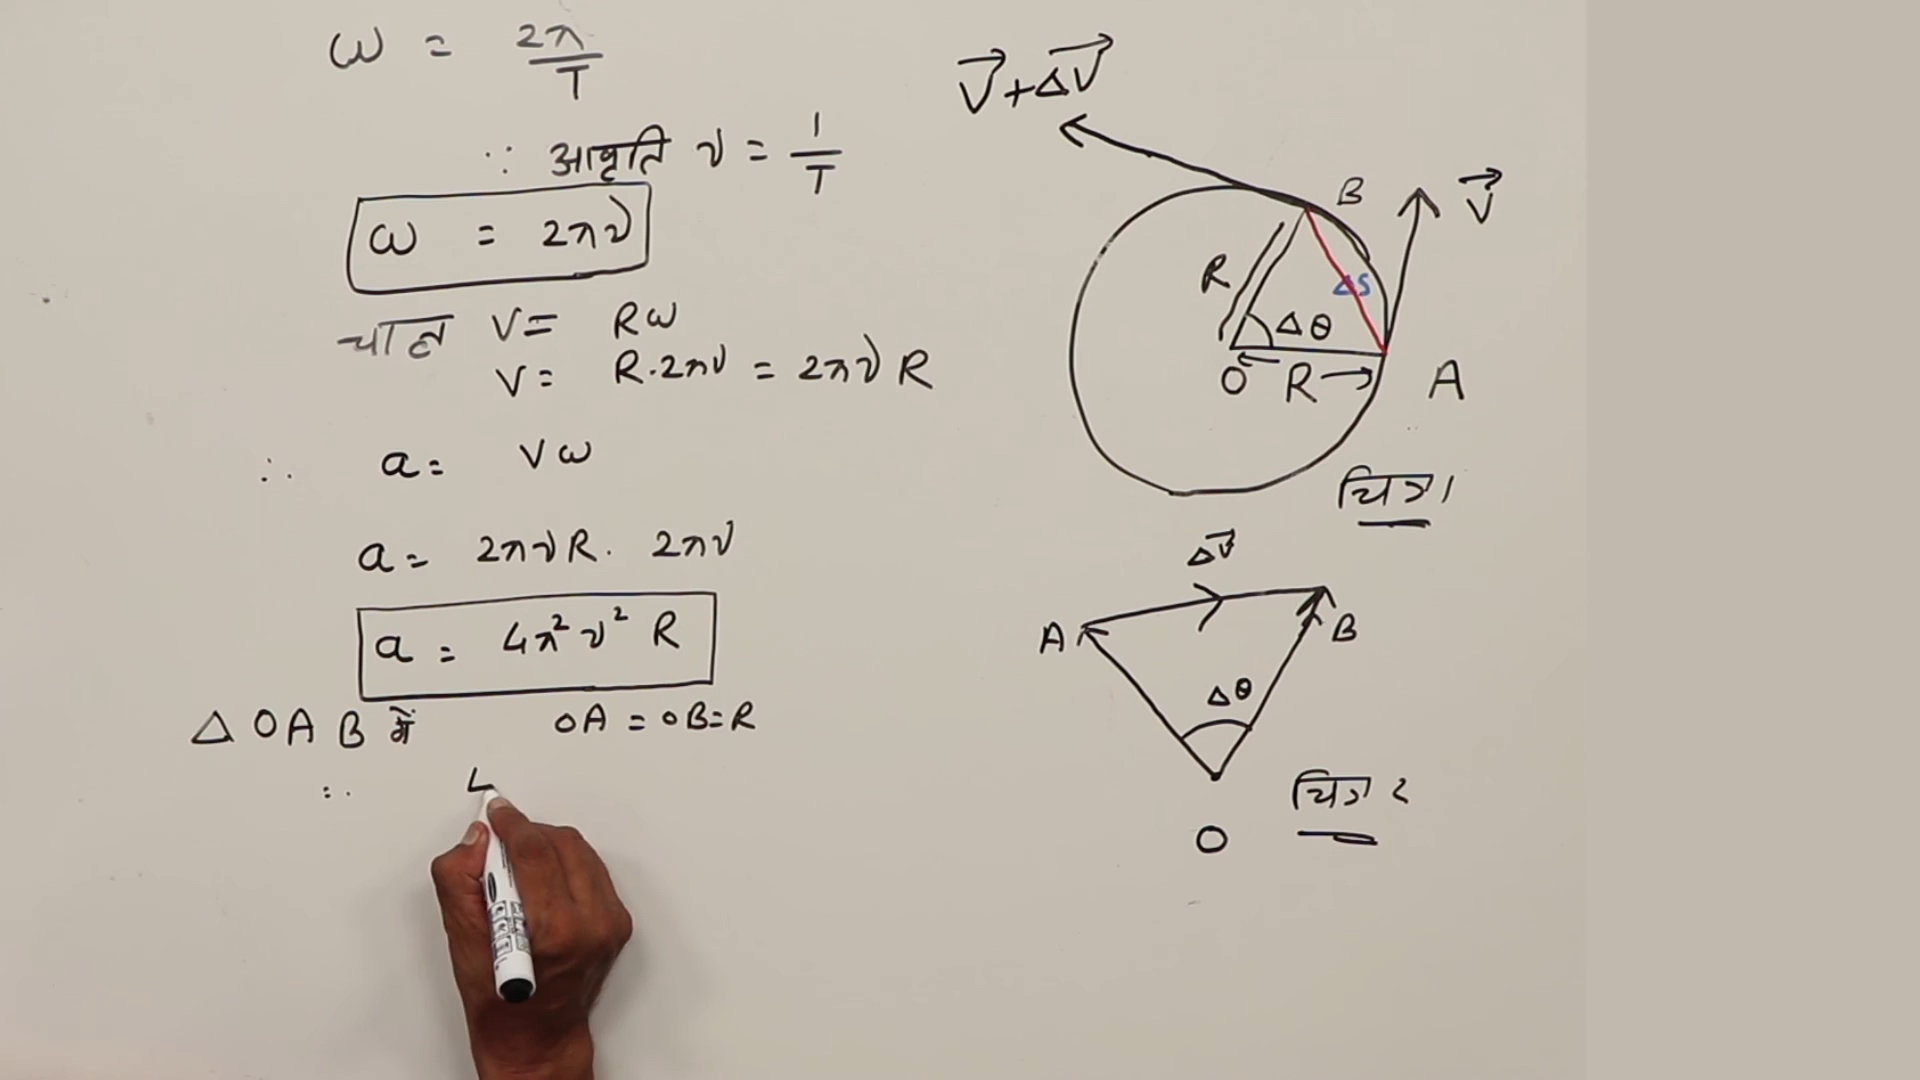 ω = 2π/T
∵ आवृति ν = 1/T
ω = 2πν
चाल V = Rω
V = R.2πν = 2πνR
∴ a = Vω
a = 2πνR. 2πν
a = 4π²ν² R
△OAB में OA = OB = R
∴ ∠
V⃗+ΔV⃗
B
V⃗
R
ΔS
Δθ
O ← R → A
चित्र 1
ΔV⃗
A B
Δθ
O
चित्र २